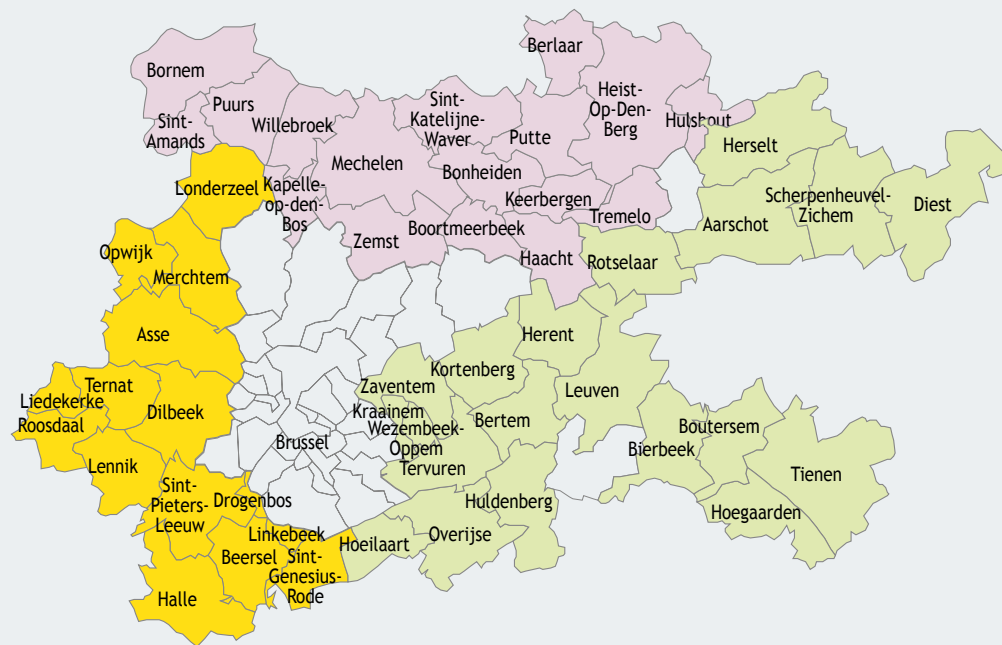 Berlaar
Bornem
Heist-
Op-Den-
Berg
Puurs
Sint-
Katelijne-
Waver
Hulshout
Sint-
Amands
Willebroek
Putte
Herselt
Mechelen
Bonheiden
Londerzeel
Kapelle-
op-den-
Bos
Keerbergen
Scherpenheuvel-
Zichem
Diest
Tremelo
Aarschot
Boortmeerbeek
Zemst
Opwijk
Haacht
Rotselaar
Merchtem
Asse
Herent
Kortenberg
Ternat
Zaventem
Leuven
Liedekerke
Roosdaal
Dilbeek
Kraainem
Wezembeek-
Oppem
Bertem
Boutersem
Brussel
Bierbeek
Lennik
Tervuren
Tienen
Sint-
Pieters-
Leeuw
Drogenbos
Huldenberg
Hoegaarden
Linkebeek
Hoeilaart
Overijse
Beersel
Sint-
Genesius-
Rode
Halle